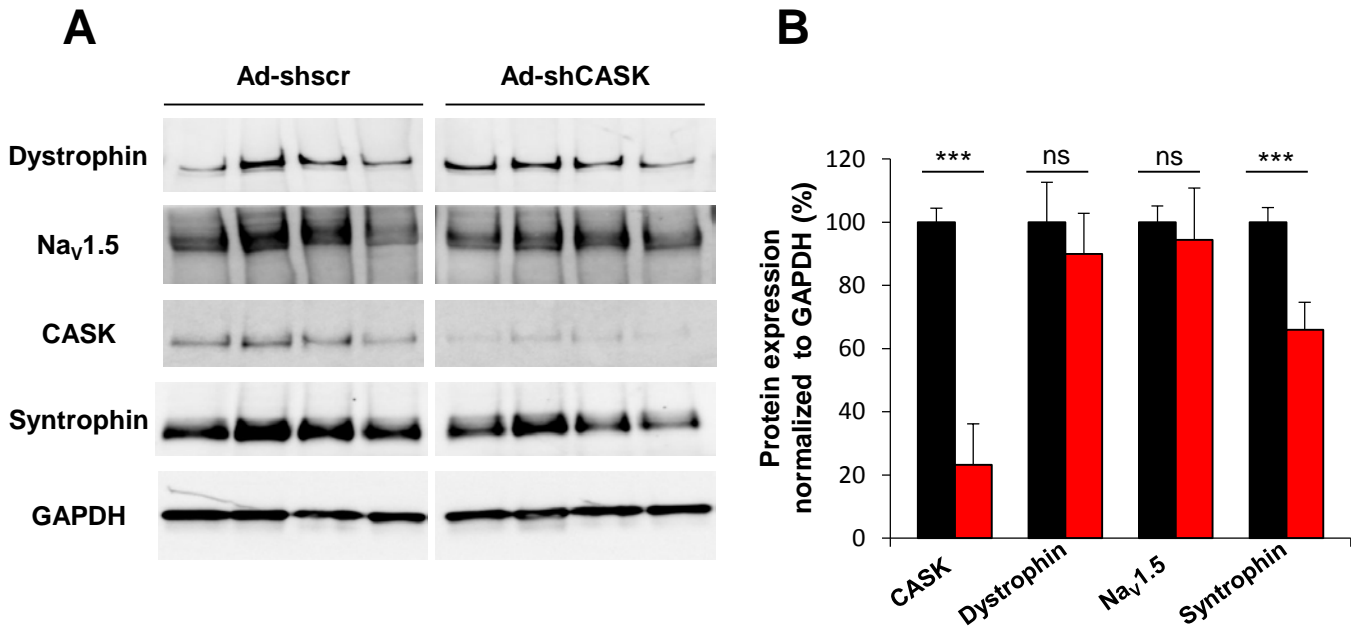 A
Ad-shscr
Ad-shCASK
Dystrophin
NaV1.5
CASK
Syntrophin
GAPDH
B
Protein expression
normalized to GAPDH (%)
120
100
80
60
40
20
0
***
ns
ns
***
CASK
Dystrophin
NaV1.5
Syntrophin